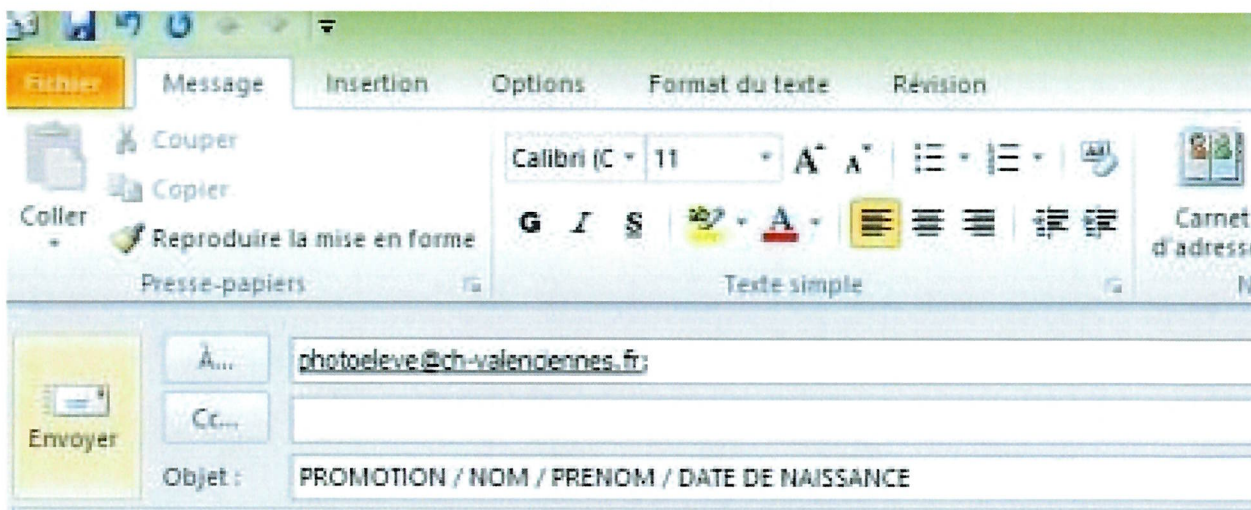 Fichier Message Insertion Options Format du texte Révision
Couper
Copier
Coller
Reproduire la mise en forme
Presse-papiers
Calibri (C 11 A A
G I S A
Texte simple
Carnet
d'adresse
N
À...
photoeleve@ch-valenciennes.fr;
Cc...
Envoyer
Objet : PROMOTION / NOM / PRENOM / DATE DE NAISSANCE